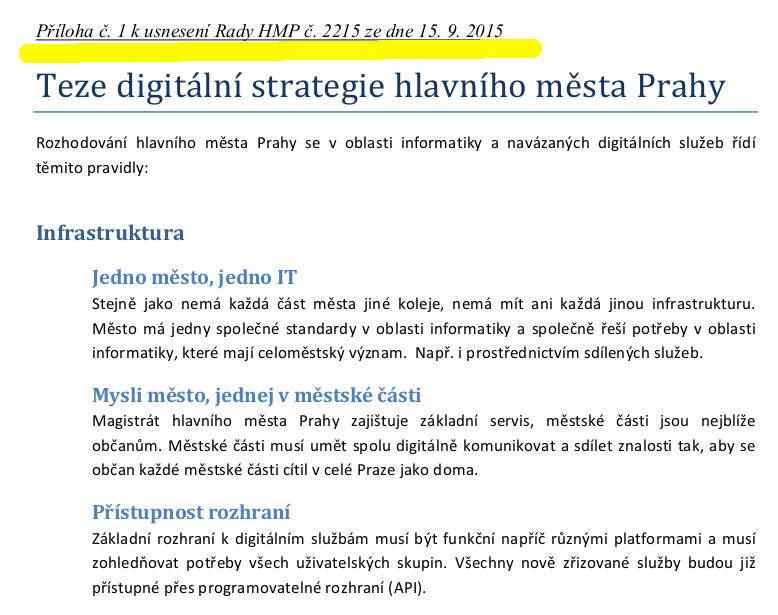 Příloha č. 1 k usnesení Rady HMP č. 2215 ze dne 15. 9. 2015
Teze digitální strategie hlavního města Prahy
Rozhodování hlavního města Prahy se v oblasti informatiky a navázaných digitálních služeb řídí
těmito pravidly:
Infrastruktura
Jedno město, jedno IT
Stejně jako nemá každá část města jiné koleje, nemá mít ani každá jinou infrastrukturu.
Město má jedny společné standardy v oblasti informatiky a společně řeší potřeby v oblasti
informatiky, které mají celoměstský význam. Např. i prostřednictvím sdílených služeb.
Mysli město, jednej v městské části
Magistrát hlavního města Prahy zajištuje základní servis, městské části jsou nejblíže
občanům. Městské části musí umět spolu digitálně komunikovat a sdílet znalosti tak, aby se
občan každé městské části cítil v celé Praze jako doma.
Přístupnost rozhraní
Základní rozhraní k digitálním službám musí být funkční napříč různými platformami a musí
zohledňovat potřeby všech uživatelských skupin. Všechny nově zřizované služby budou již
přístupné přes programovatelné rozhraní (API).